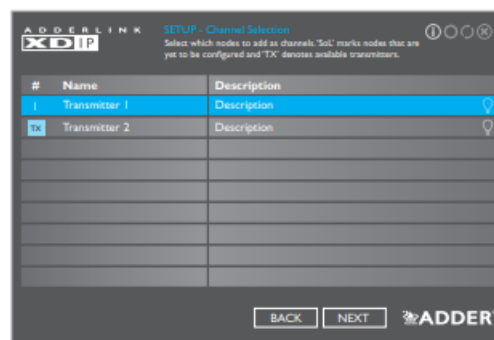 ADDERLINK
XDIP
SETUP - Channel Selection
Select which nodes to add as channels. 'SoL' marks nodes that are
yet to be configured and 'TX' denotes available transmitters.
# Name Description
1 Transmitter 1 Description
TX Transmitter 2 Description
BACK NEXT ADDER